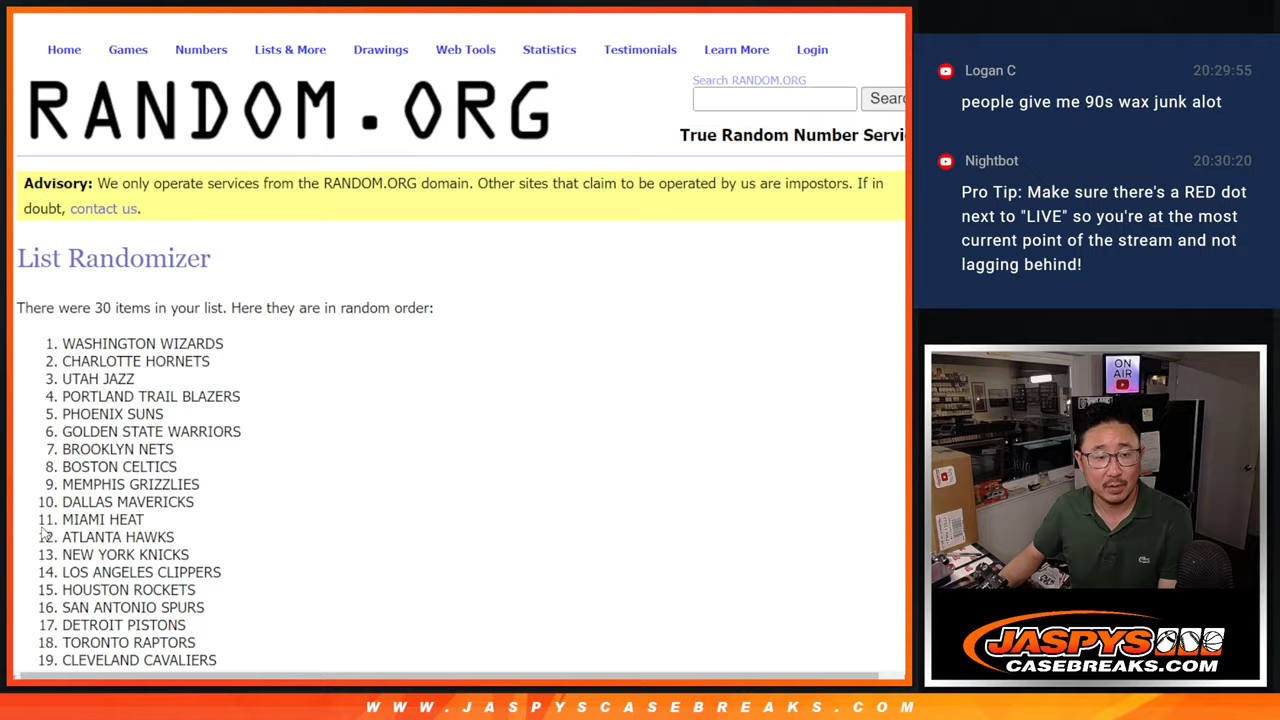 Home Games Numbers Lists & More Drawings Web Tools Statistics Testimonials Learn More Login
RANDOM.ORG
Search RANDOM.ORG
Searc
True Random Number Servi
Advisory: We only operate services from the RANDOM.ORG domain. Other sites that claim to be operated by us are impostors. If in
doubt, contact us.
List Randomizer
There were 30 items in your list. Here they are in random order:
1. WASHINGTON WIZARDS
2. CHARLOTTE HORNETS
3. UTAH JAZZ
4. PORTLAND TRAIL BLAZERS
5. PHOENIX SUNS
6. GOLDEN STATE WARRIORS
7. BROOKLYN NETS
8. BOSTON CELTICS
9. MEMPHIS GRIZZLIES
10. DALLAS MAVERICKS
11. MIAMI HEAT
12. ATLANTA HAWKS
13. NEW YORK KNICKS
14. LOS ANGELES CLIPPERS
15. HOUSTON ROCKETS
16. SAN ANTONIO SPURS
17. DETROIT PISTONS
18. TORONTO RAPTORS
19. CLEVELAND CAVALIERS
Logan C 20:29:55
people give me 90s wax junk alot
Nightbot 20:30:20
Pro Tip: Make sure there's a RED dot
next to "LIVE" so you're at the most
current point of the stream and not
lagging behind!
ON
AIR
JASPYS
CASEBREAKS.COM
WWW.JASPYSCASEBREAKS.COM